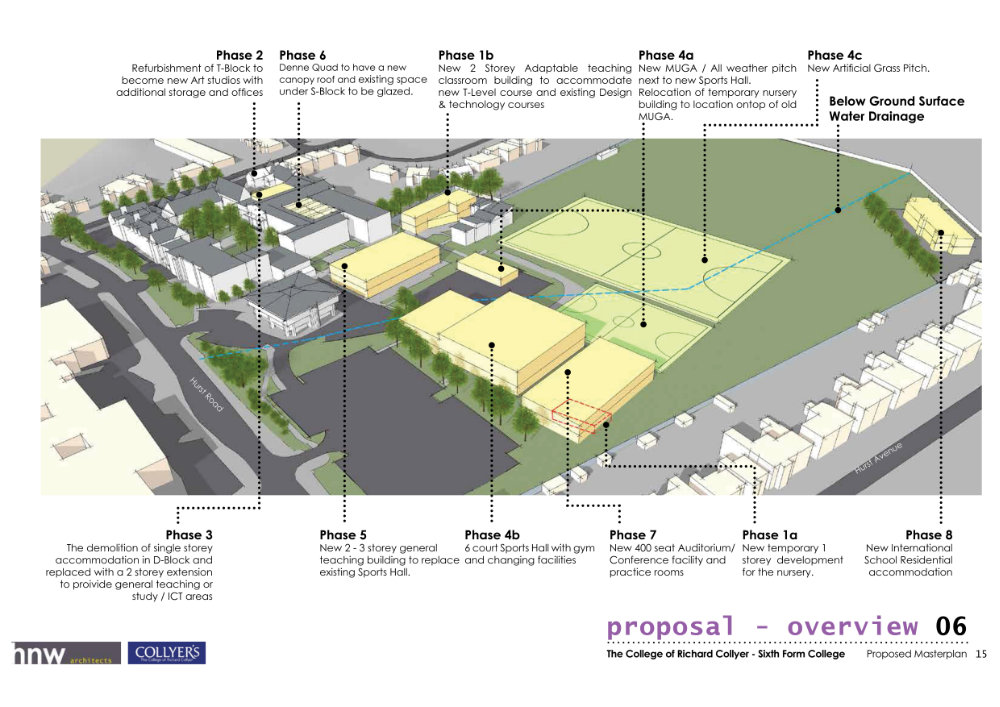 Phase 2
Refurbishment of T-Block to
become new Art studios with
additional storage and offices
Phase 6
Denne Quad to have a new
canopy roof and existing space
under S-Block to be glazed.
Phase 1b
New 2 Storey Adaptable teaching
classroom building to accommodate
new T-Level course and existing Design
& technology courses
Phase 4a
New MUGA / All weather pitch
next to new Sports Hall.
Relocation of temporary nursery
building to location ontop of old
MUGA.
Phase 4c
New Artificial Grass Pitch.
Below Ground Surface
Water Drainage
Hurst Road
Hurst Avenue
Phase 3
The demolition of single storey
accommodation in D-Block and
replaced with a 2 storey extension
to proivide general teaching or
study / ICT areas
Phase 5
New 2 - 3 storey general
teaching building to replace
existing Sports Hall.
Phase 4b
6 court Sports Hall with gym
and changing facilities
Phase 7
New 400 seat Auditorium/
Conference facility and
practice rooms
Phase 1a
New temporary 1
storey development
for the nursery.
Phase 8
New International
School Residential
accommodation
proposal - overview 06
The College of Richard Collyer - Sixth Form College Proposed Masterplan 15
nnw architects
COLLYER'S
The College of Richard Collyer